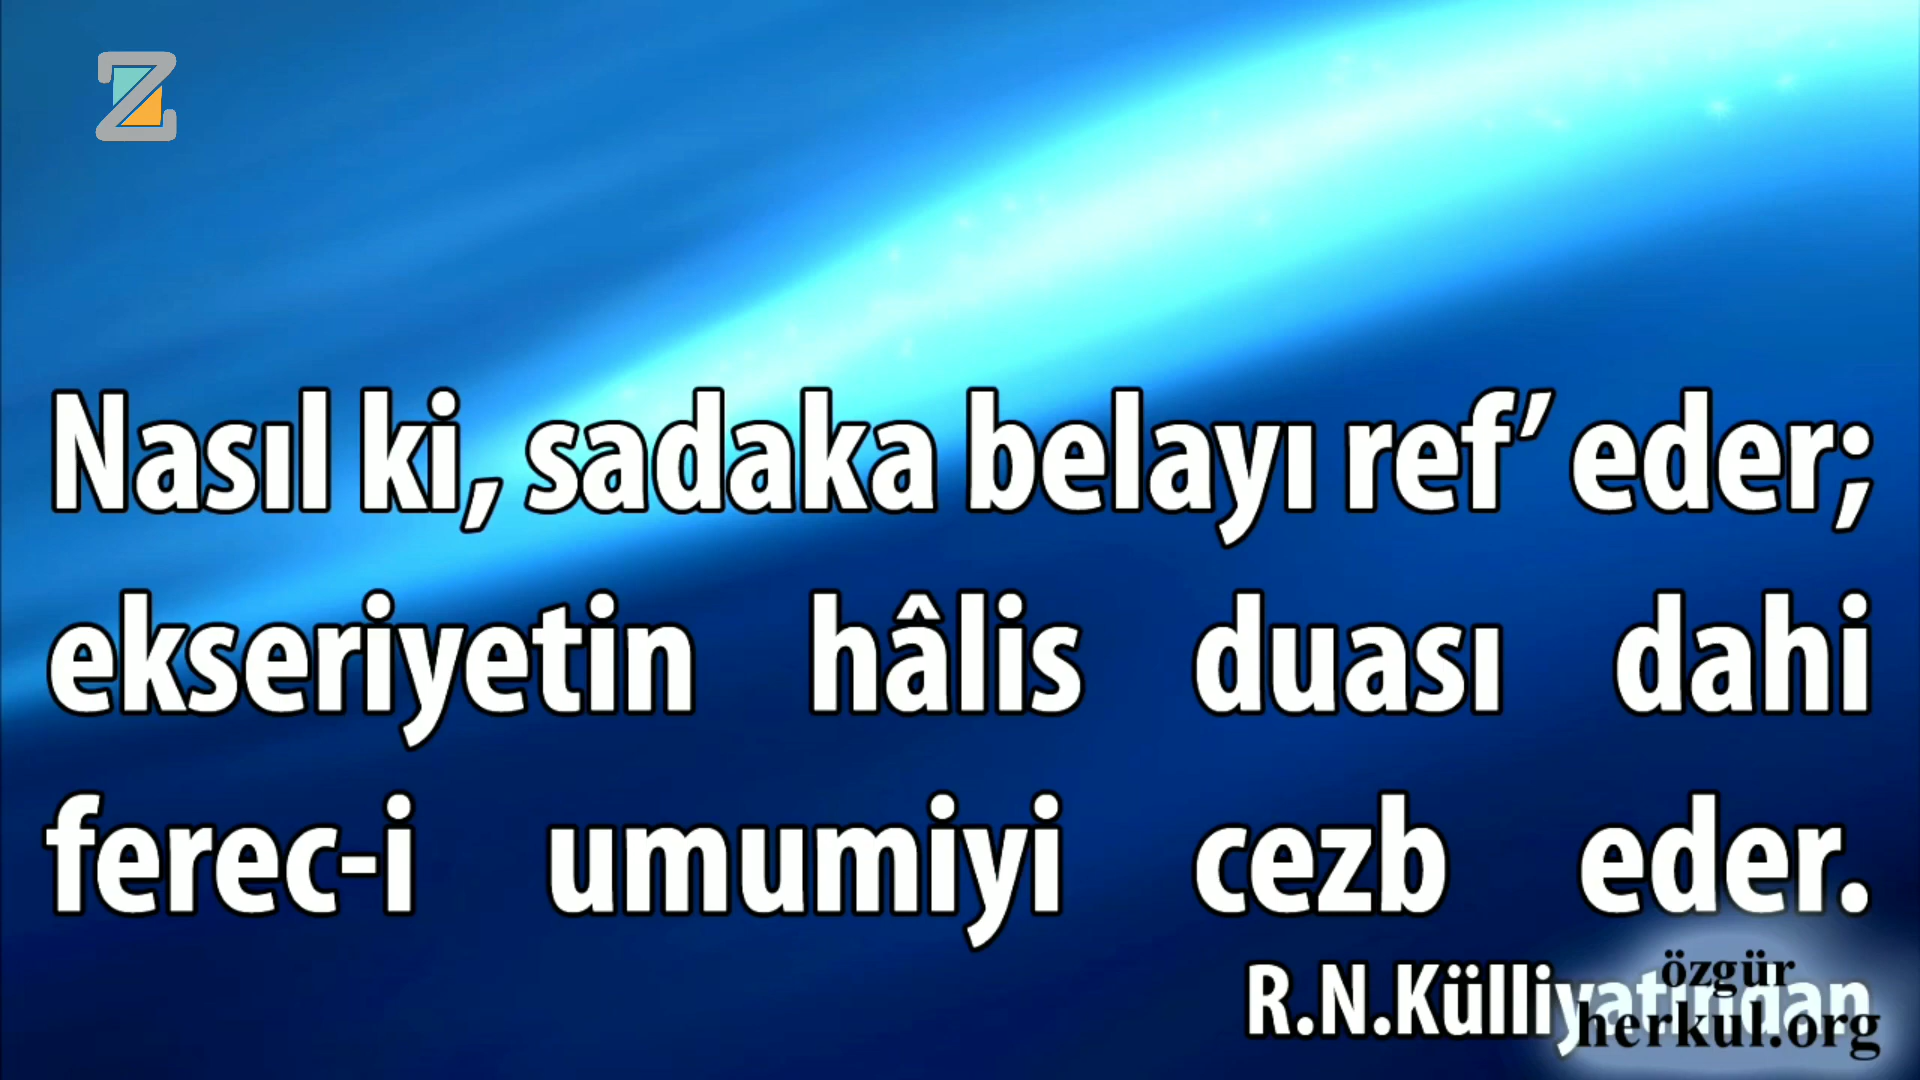 Nasıl ki, sadaka belayı ref’ eder;
ekseriyetin hâlis duası dahi
ferec-i umumiyi cezb eder.
R.N.Külliyatından
özgür
herkul.org